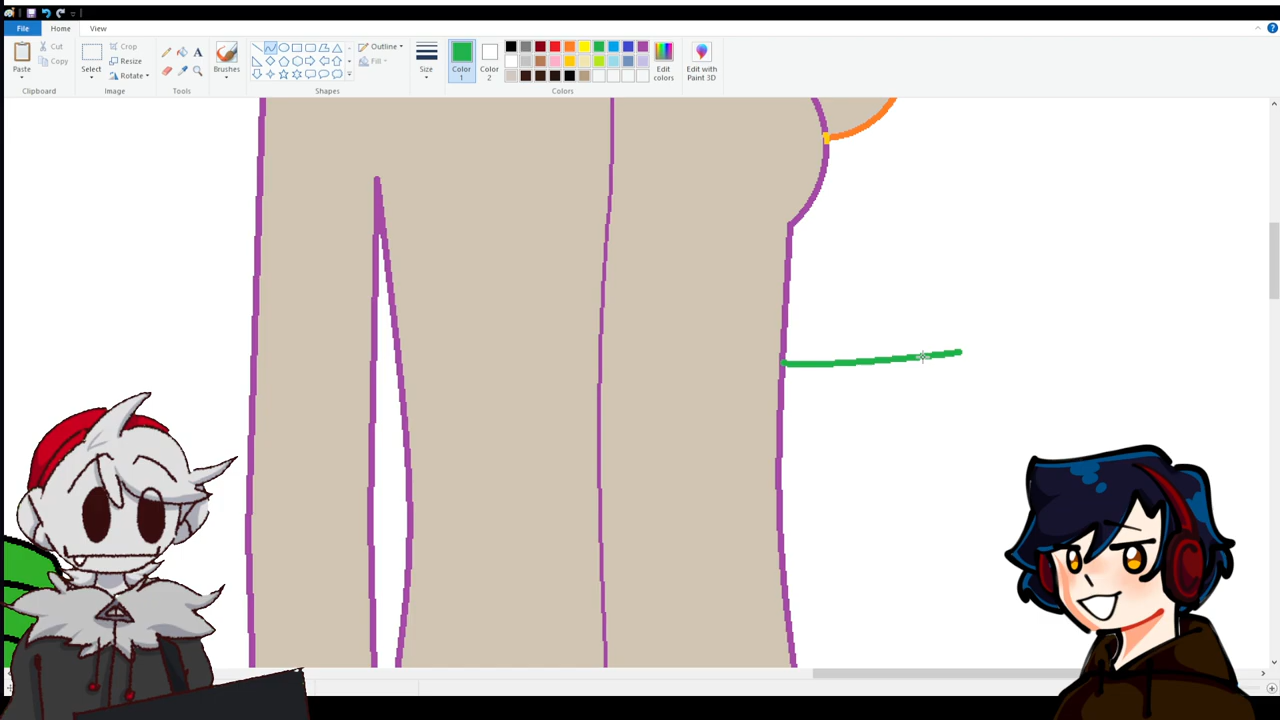 File Home View
Paste
Cut
Copy
Clipboard
Select
Crop
Resize
Rotate
Image
A
Tools
Brushes
Outline
Fill
Shapes
Size
Color 1
Color 2
Edit colors
Colors
Edit with Paint 3D